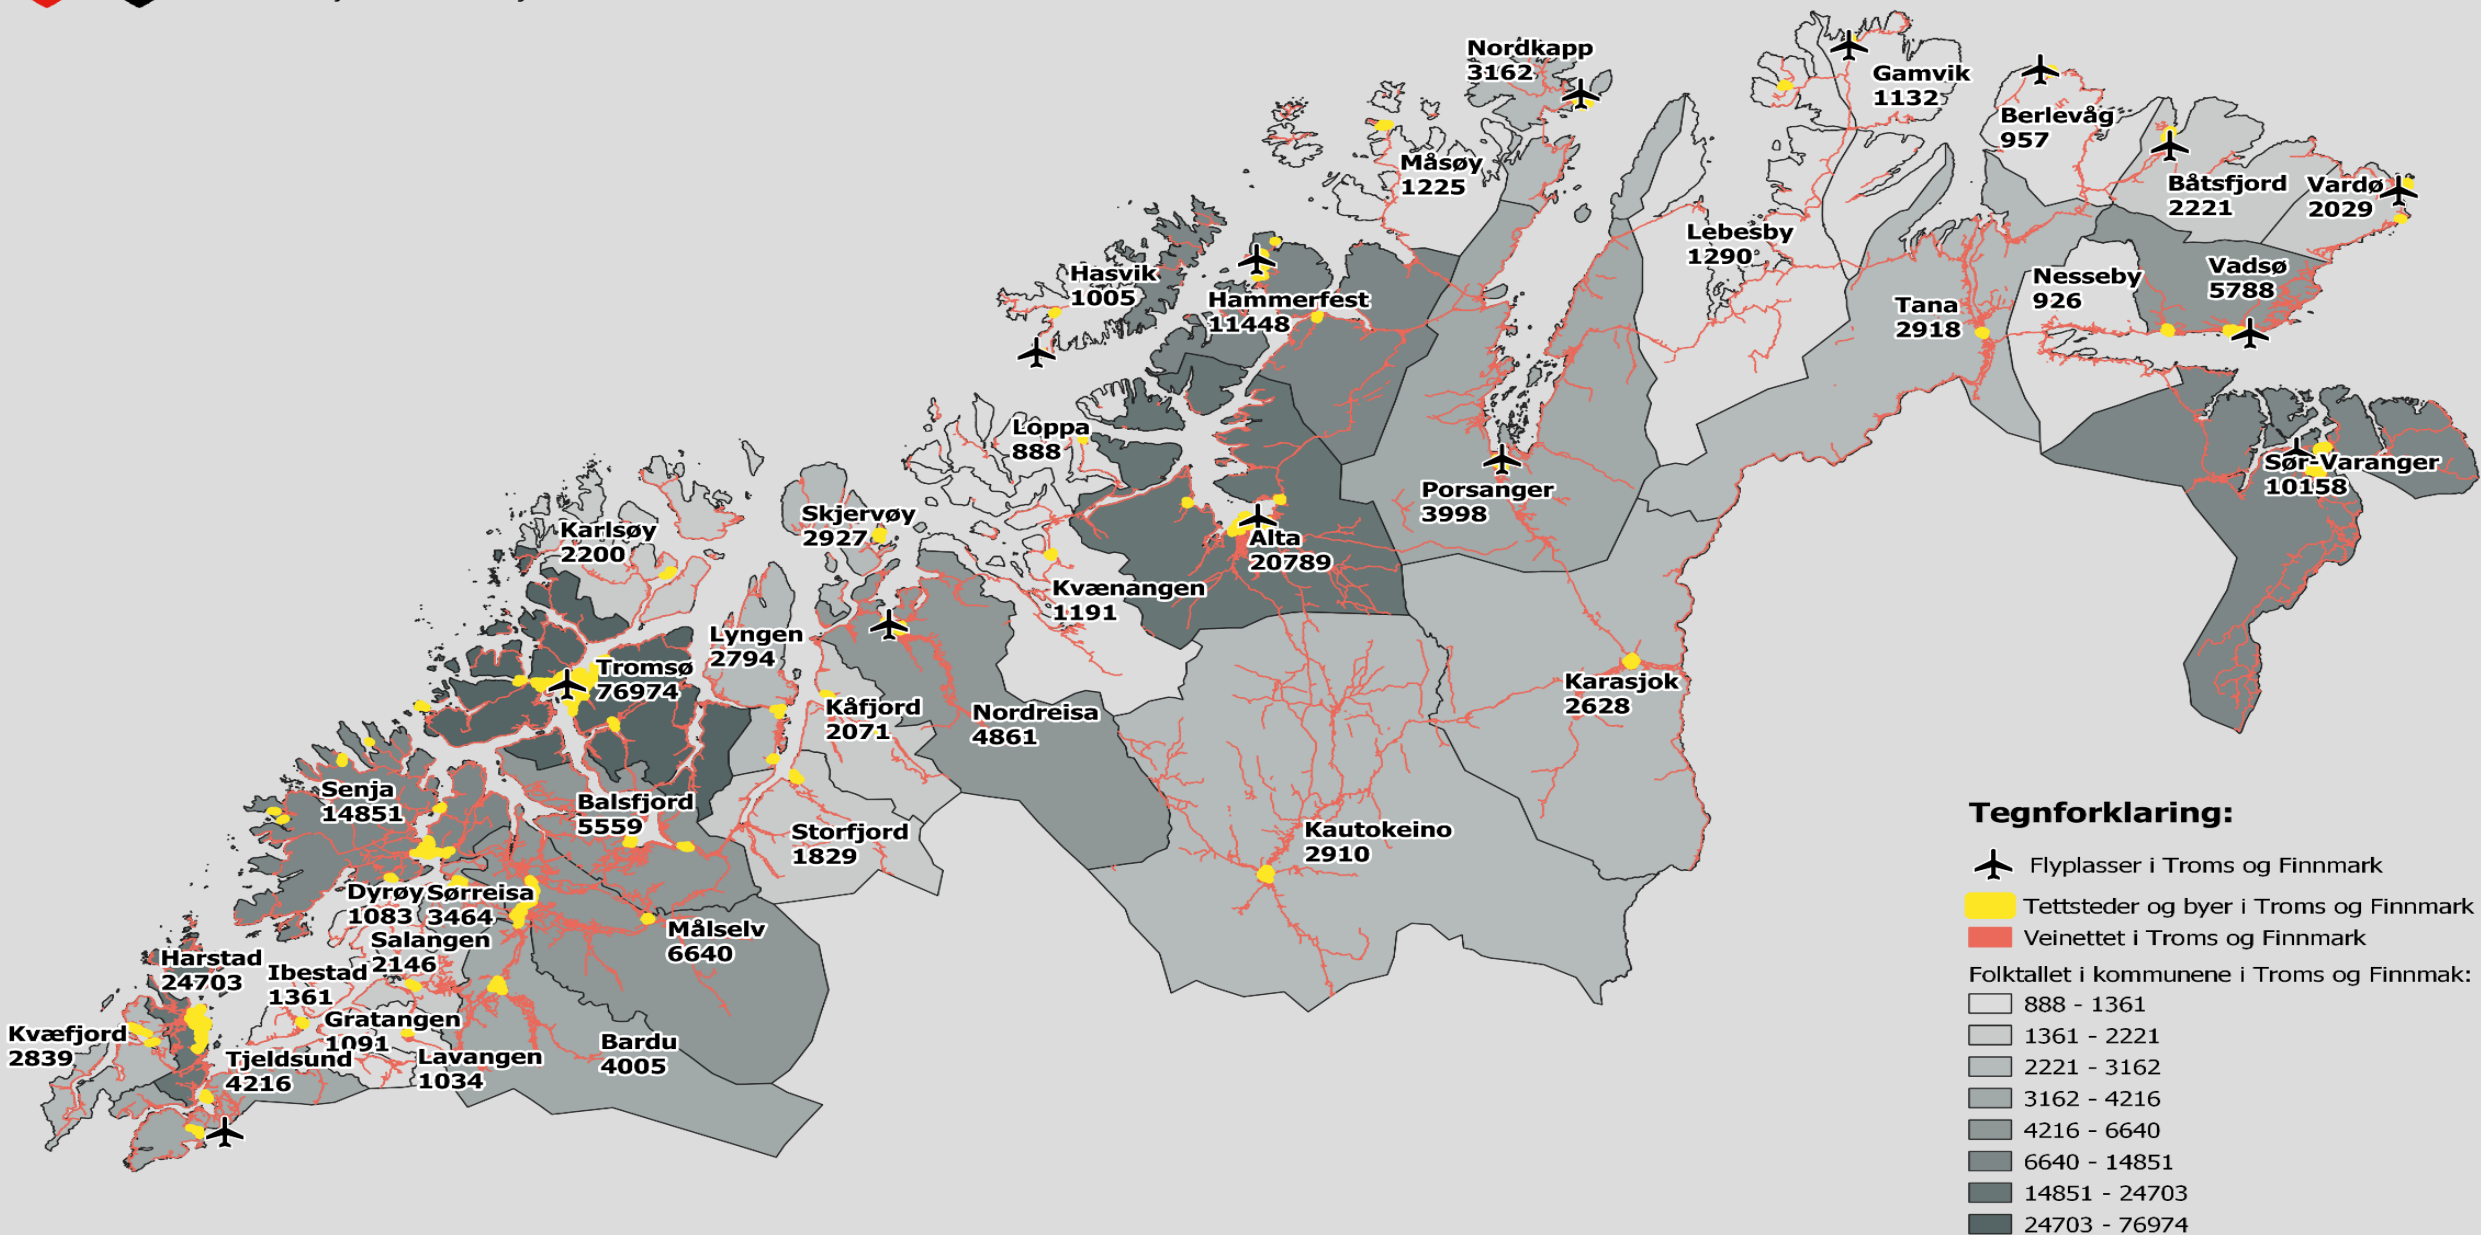 Nordkapp
3162
Gamvik
1132
Berlevåg
957
Måsøy
1225
Båtsfjord
2221
Vardø
2029
Lebesby
1290
Hasvik
1005
Hammerfest
11448
Tana
2918
Nesseby
926
Vadsø
5788
Loppa
888
Sør-Varanger
10158
Porsanger
3998
Skjervøy
2927
Karlsøy
2200
Alta
20789
Kvænangen
1191
Lyngen
2794
Tromsø
76974
Karasjok
2628
Kåfjord
2071
Nordreisa
4861
Senja
14851
Balsfjord
5559
Storfjord
1829
Kautokeino
2910
Dyrøy
1083
Sørreisa
3464
Målselv
6640
Salangen
2146
Harstad
24703
Ibestad
1361
Gratangen
1091
Kvæfjord
2839
Tjeldsund
4216
Lavangen
1034
Bardu
4005
Tegnforklaring:
Flyplasser i Troms og Finnmark
Tettsteder og byer i Troms og Finnmark
Veinettet i Troms og Finnmark
Folktallet i kommunene i Troms og Finnmak:
888 - 1361
1361 - 2221
2221 - 3162
3162 - 4216
4216 - 6640
6640 - 14851
14851 - 24703
24703 - 76974